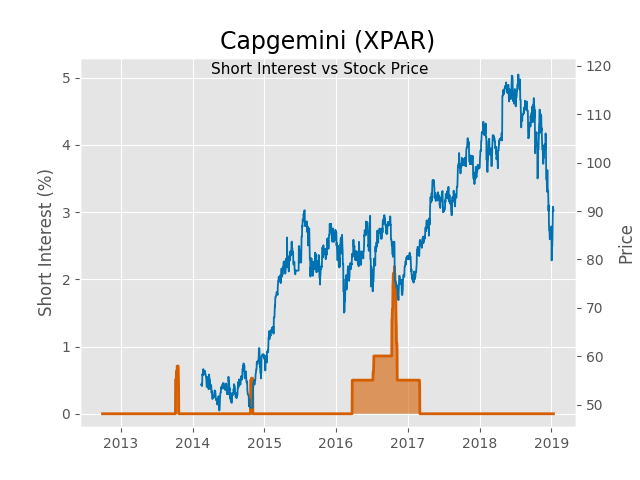 Capgemini (XPAR)
Short Interest vs Stock Price
Short Interest (%)
5
4
3
2
1
0
120
110
100
90
80
70
60
50
Price
2013 2014 2015 2016 2017 2018 2019